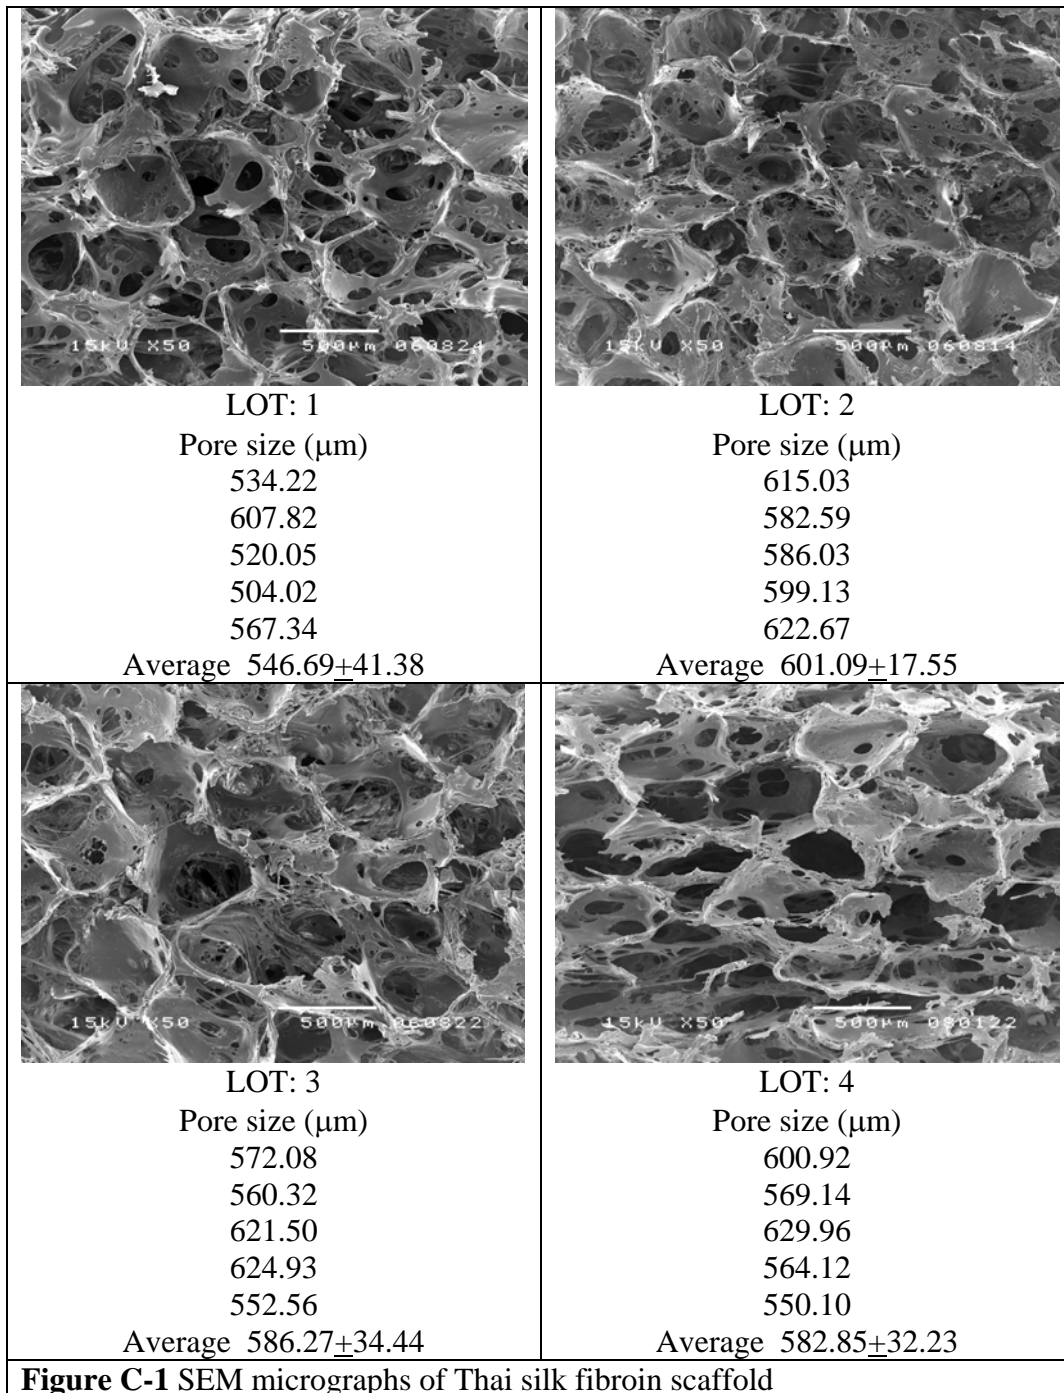 15kU X50 500µm 060824
LOT: 1
Pore size (µm)
534.22
607.82
520.05
504.02
567.34
Average 546.69+41.38
15kU X50 500µm 060814
LOT: 2
Pore size (µm)
615.03
582.59
586.03
599.13
622.67
Average 601.09+17.55
15kU X50 500µm 060822
LOT: 3
Pore size (µm)
572.08
560.32
621.50
624.93
552.56
Average 586.27+34.44
15kU X50 500µm 080122
LOT: 4
Pore size (µm)
600.92
569.14
629.96
564.12
550.10
Average 582.85+32.23
Figure C-1 SEM micrographs of Thai silk fibroin scaffold